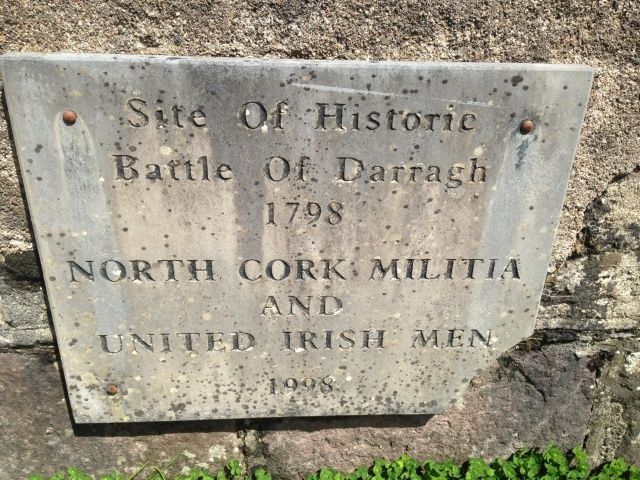 Site Of Historic
Battle Of Darragh
1798
NORTH CORK MILITIA
AND
UNITED IRISH MEN
1998